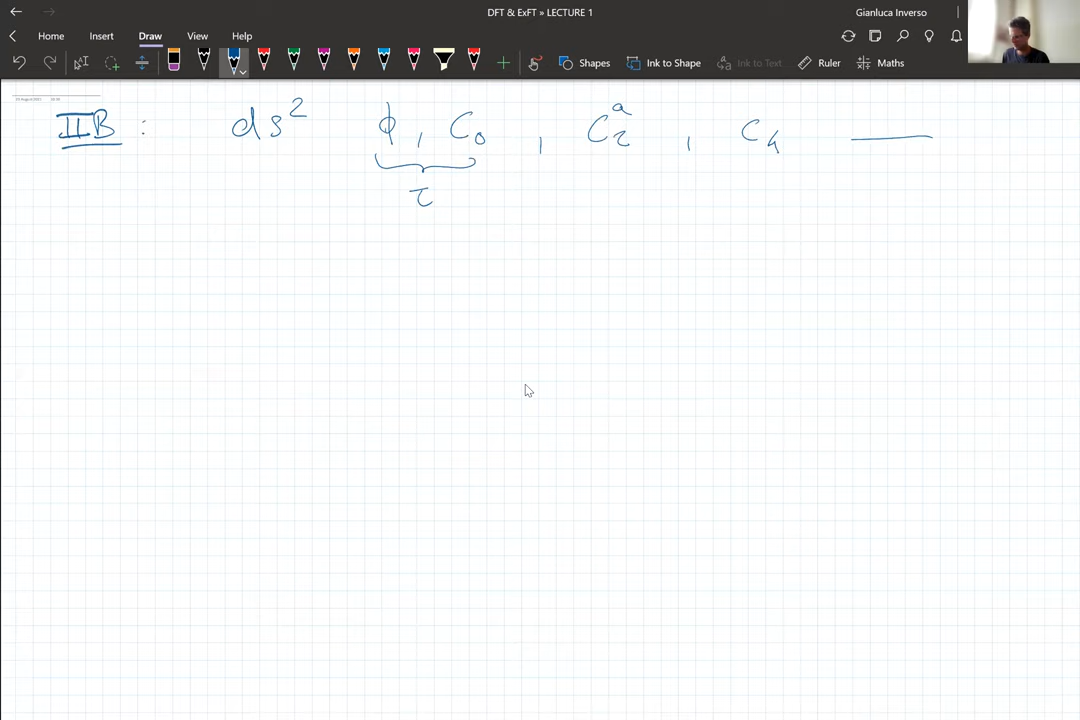 DFT & ExFT » LECTURE 1
Gianluca Inverso
Home Insert Draw View Help
Shapes Ink to Shape Ink to Text Ruler Maths
IIB : ds² ϕ , C₀ , C₂ᵃ , C₄
τ